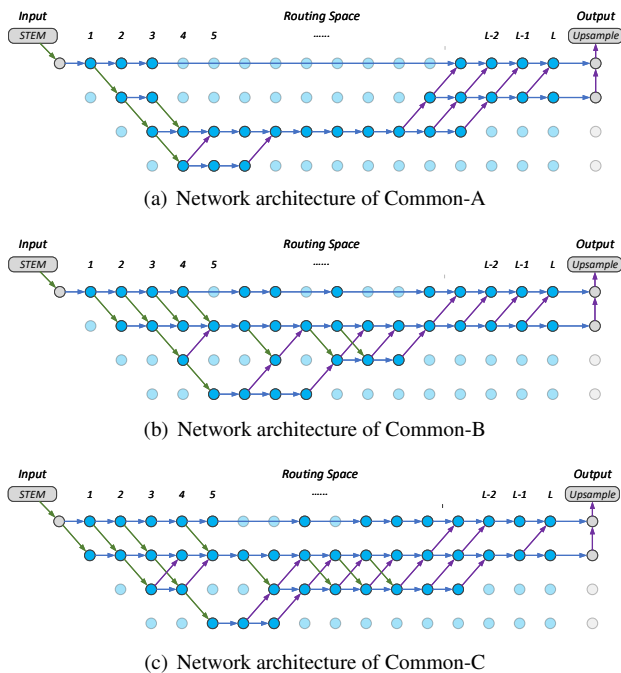 Input Routing Space Output
STEM 1 2 3 4 5 ...... L-2 L-1 L Upsample
(a) Network architecture of Common-A
Input Routing Space Output
STEM 1 2 3 4 5 ...... L-2 L-1 L Upsample
(b) Network architecture of Common-B
Input Routing Space Output
STEM 1 2 3 4 5 ...... L-2 L-1 L Upsample
(c) Network architecture of Common-C